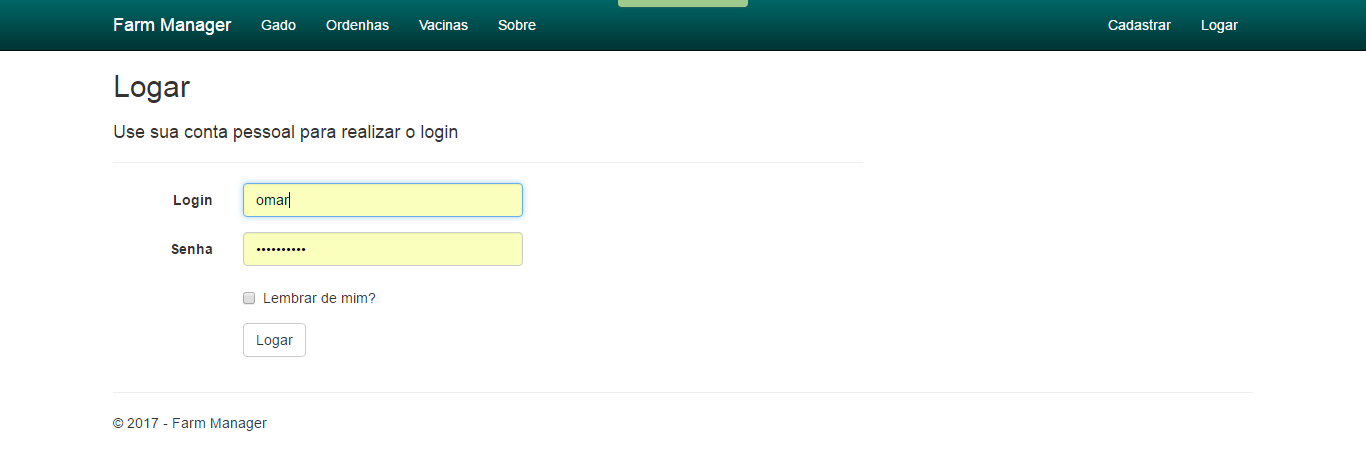 Farm Manager Gado Ordenhas Vacinas Sobre Cadastrar Logar
Logar
Use sua conta pessoal para realizar o login
Login omar
Senha ••••••••••
Lembrar de mim?
Logar
© 2017 - Farm Manager